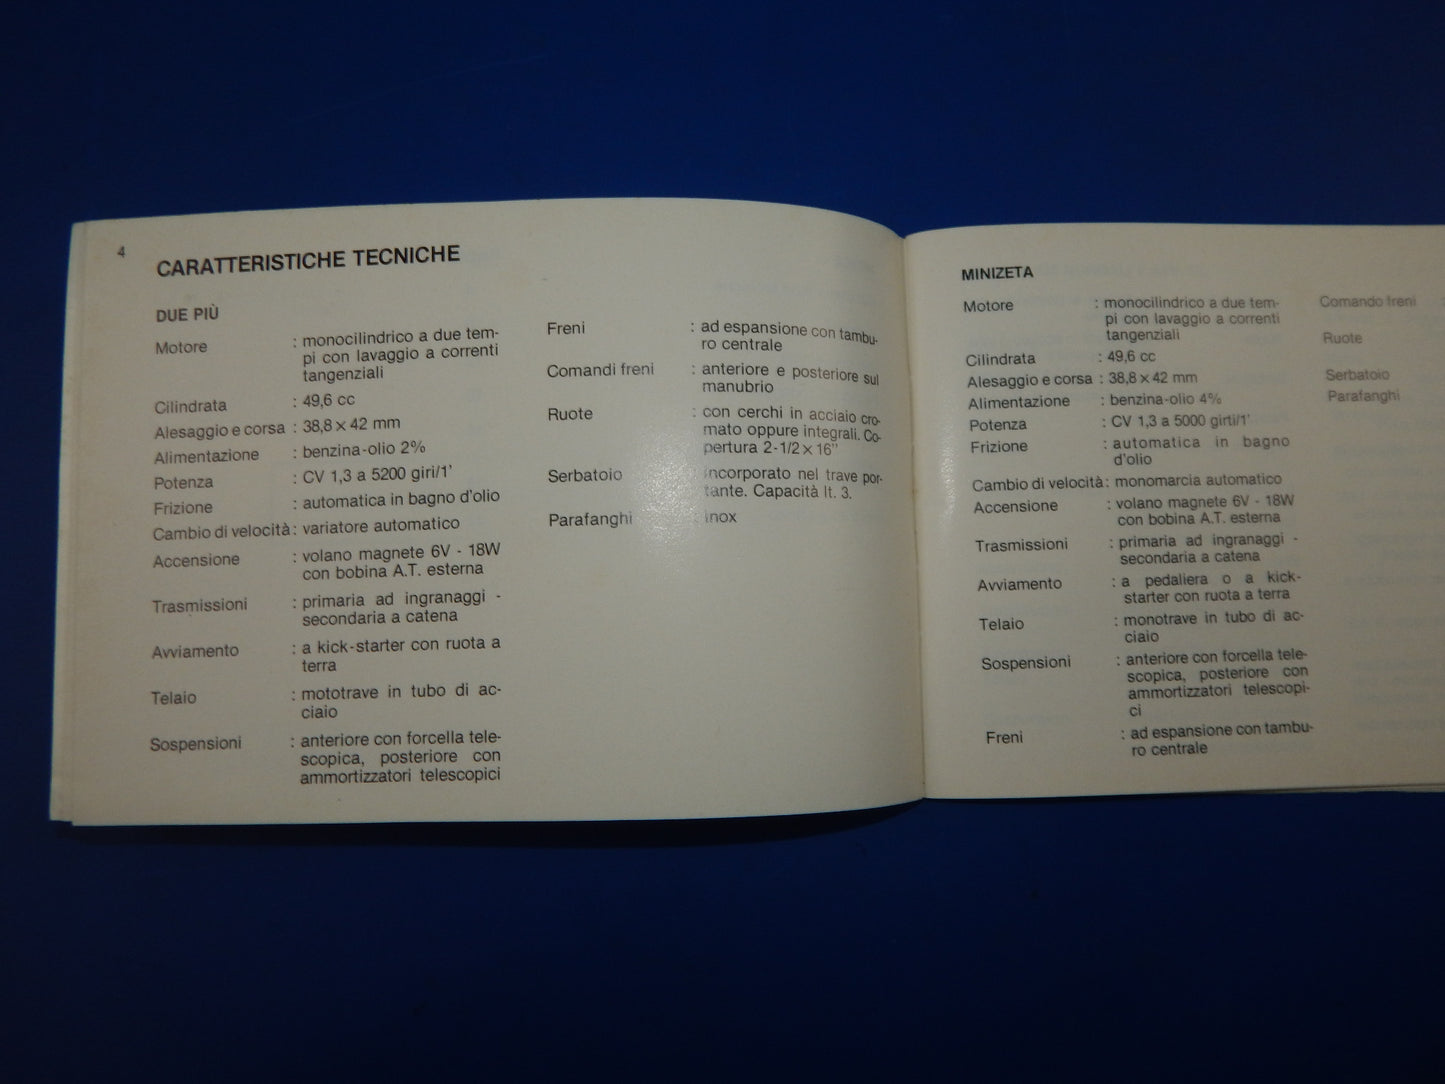 4
CARATTERISTICHE TECNICHE
DUE PIÙ
Motore : monocilindrico a due tem-
pi con lavaggio a correnti
tangenziali
Cilindrata : 49,6 cc
Alesaggio e corsa : 38,8 × 42 mm
Alimentazione : benzina-olio 2%
Potenza : CV 1,3 a 5200 giri/1'
Frizione : automatica in bagno d'olio
Cambio di velocità : variatore automatico
Accensione : volano magnete 6V - 18W
con bobina A.T. esterna
Trasmissioni : primaria ad ingranaggi -
secondaria a catena
Avviamento : a kick-starter con ruota a
terra
Telaio : mototrave in tubo di ac-
ciaio
Sospensioni : anteriore con forcella tele-
scopica, posteriore con
ammortizzatori telescopici
Freni : ad espansione con tambu-
ro centrale
Comandi freni : anteriore e posteriore sul
manubrio
Ruote : con cerchi in acciaio cro-
mato oppure integrali. Co-
pertura 2-1/2 × 16"
Serbatoio : incorporato nel trave por-
tante. Capacità lt. 3.
Parafanghi : inox
MINIZETA
Motore : monocilindrico a due tem-
pi con lavaggio a correnti
tangenziali
Cilindrata : 49,6 cc
Alesaggio e corsa : 38,8 × 42 mm
Alimentazione : benzina-olio 4%
Potenza : CV 1,3 a 5000 girti/1'
Frizione : automatica in bagno
d'olio
Cambio di velocità : monomarcia automatico
Accensione : volano magnete 6V - 18W
con bobina A.T. esterna
Trasmissioni : primaria ad ingranaggi -
secondaria a catena
Avviamento : a pedaliera o a kick-
starter con ruota a terra
Telaio : monotrave in tubo di ac-
ciaio
Sospensioni : anteriore con forcella tele-
scopica, posteriore con
ammortizzatori telescopi-
ci
Freni : ad espansione con tambu-
ro centrale
Comando freni :
Ruote
Serbatoio
Parafanghi